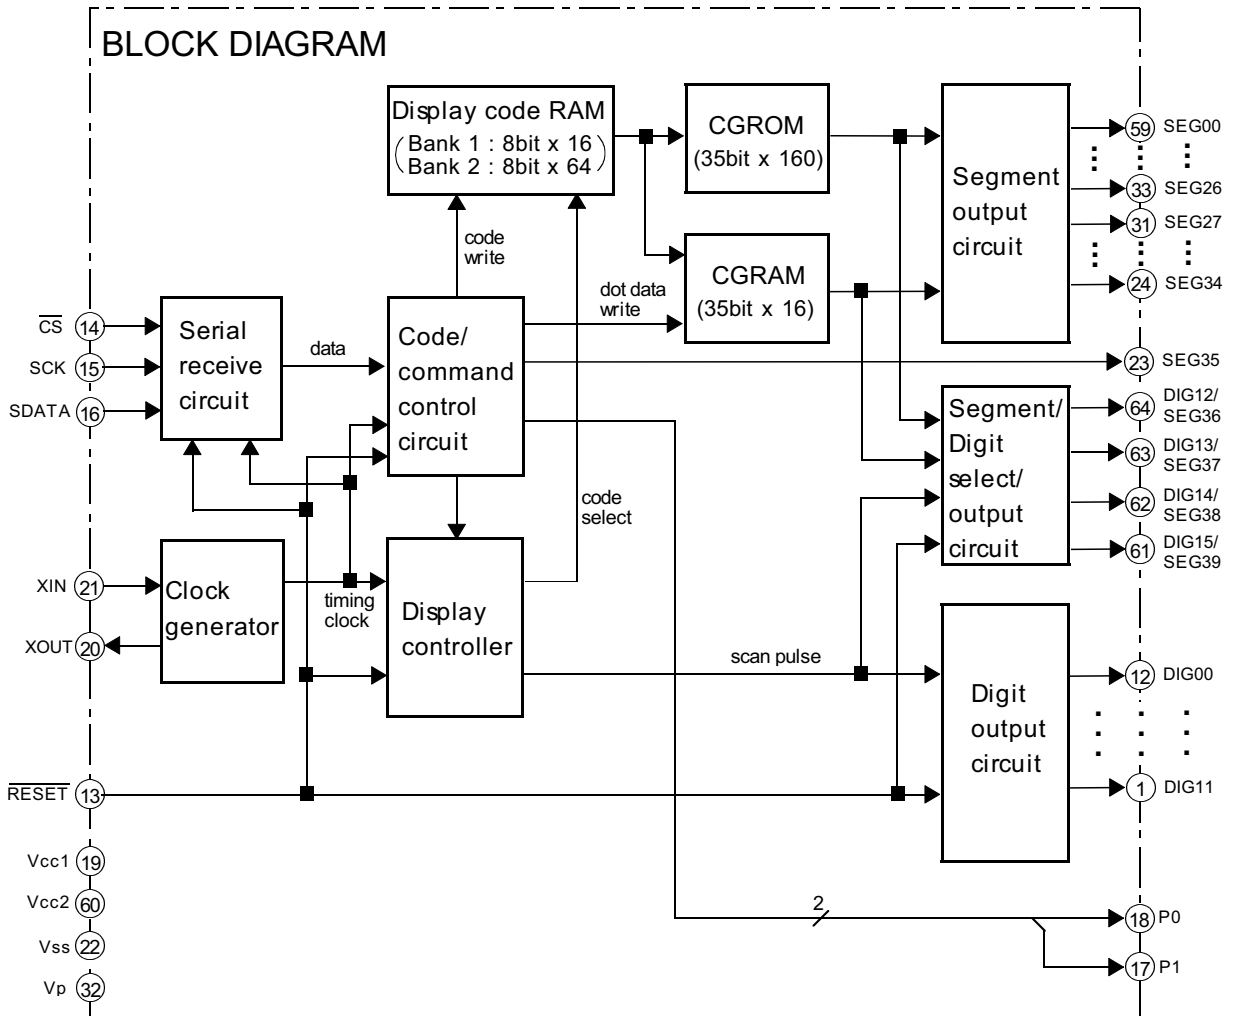 BLOCK DIAGRAM
Display code RAM
(Bank 1 : 8bit x 16
Bank 2 : 8bit x 64)
CGROM
(35bit x 160)
CGRAM
(35bit x 16)
Segment
output
circuit
59 SEG00
33 SEG26
31 SEG27
24 SEG34
code
write
dot data
write
CS 14
SCK 15
SDATA 16
Serial
receive
circuit
data
Code/
command
control
circuit
23 SEG35
Segment/
Digit
select/
output
circuit
64 DIG12/
SEG36
63 DIG13/
SEG37
62 DIG14/
SEG38
61 DIG15/
SEG39
code
select
XIN 21
XOUT 20
Clock
generator
timing
clock
Display
controller
scan pulse
Digit
output
circuit
12 DIG00
1 DIG11
RESET 13
Vcc1 19
Vcc2 60
Vss 22
Vp 32
2
18 P0
17 P1